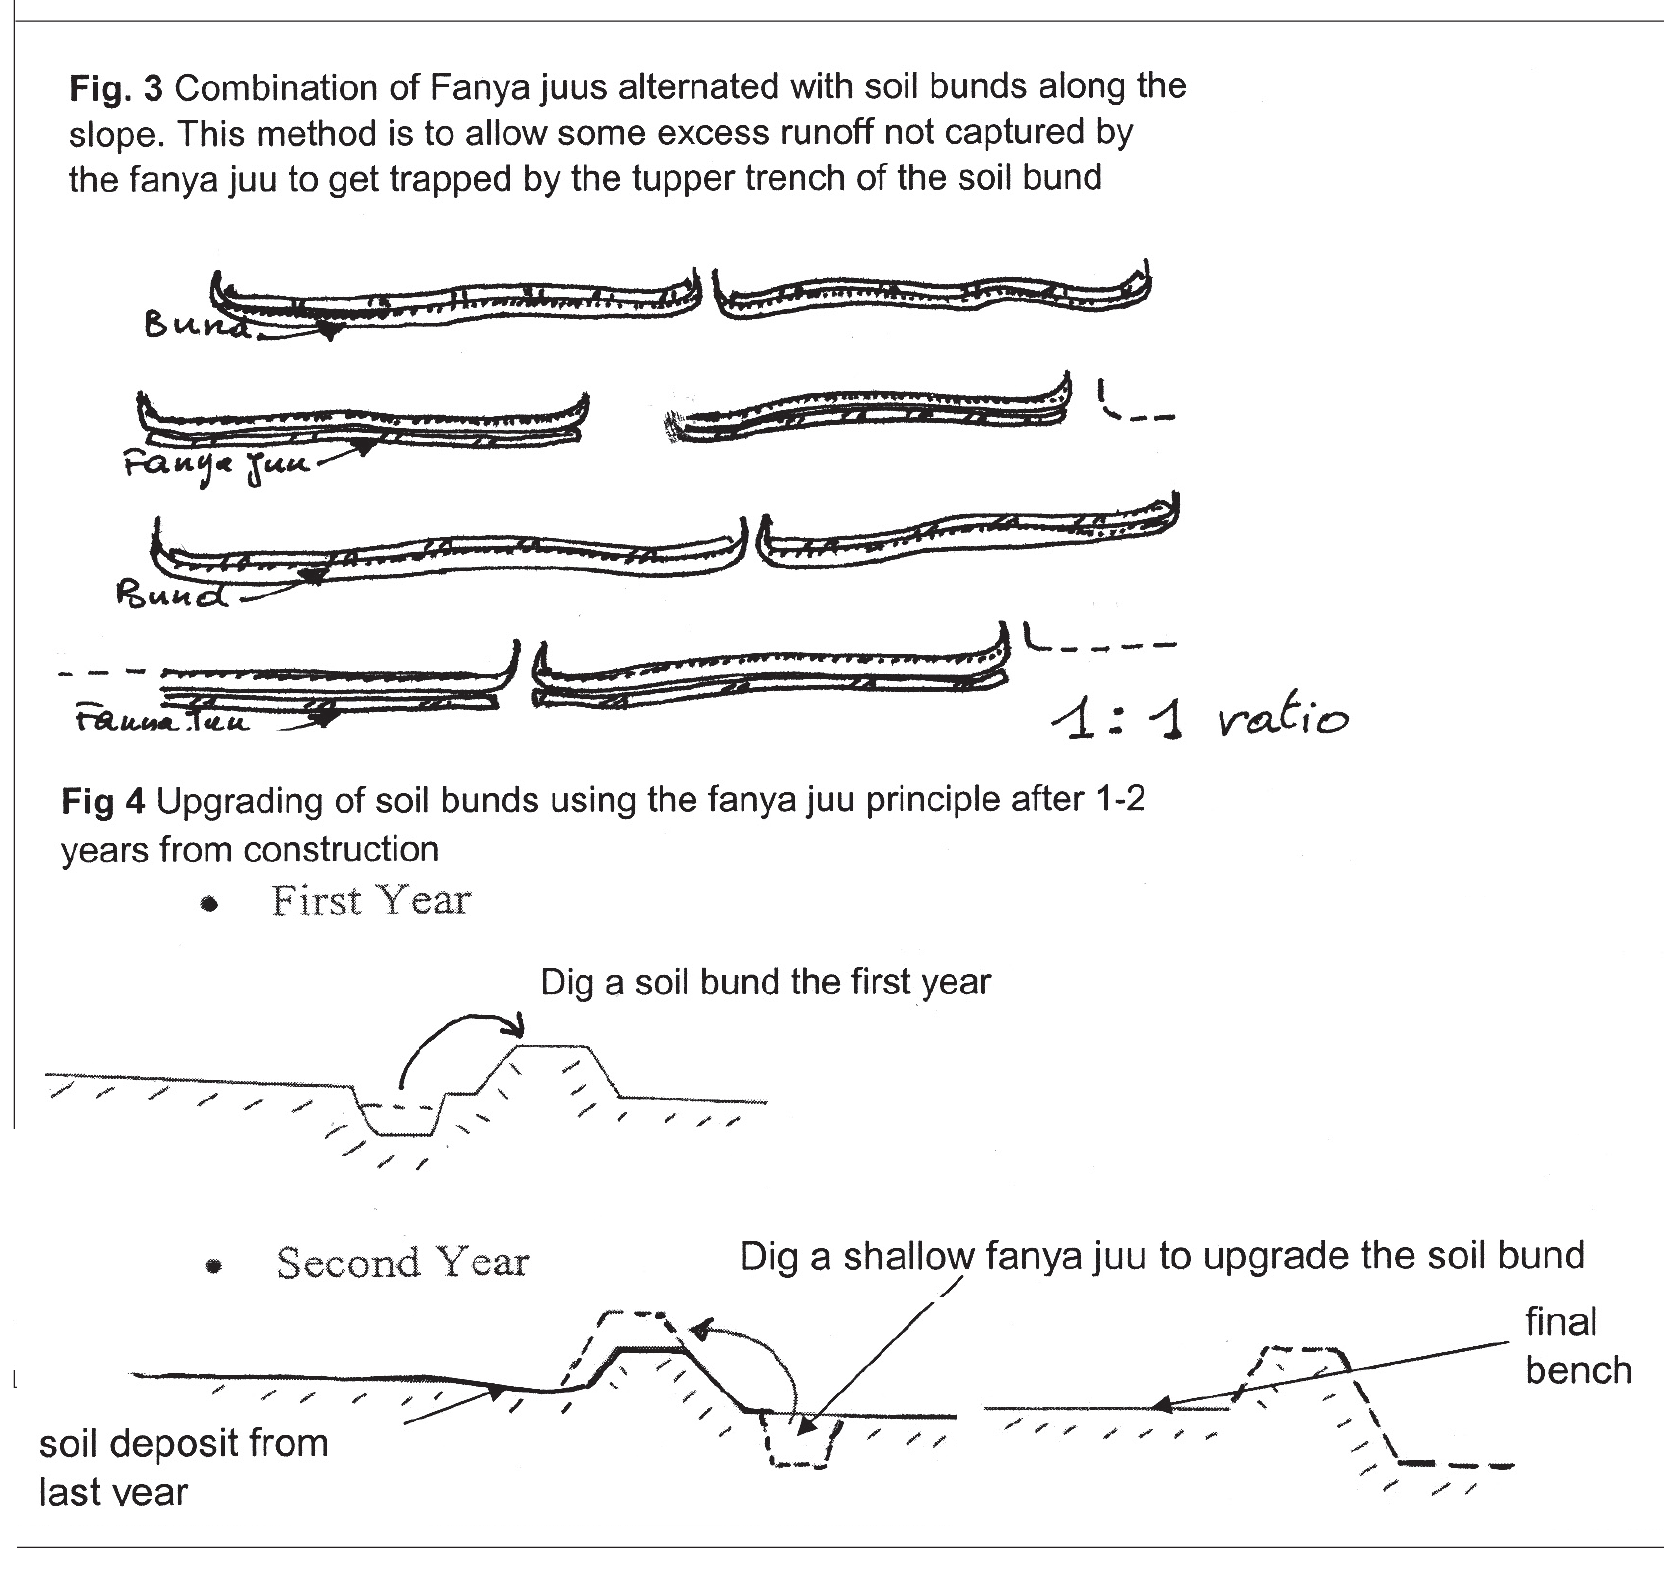 Fig. 3 Combination of Fanya juus alternated with soil bunds along the
slope. This method is to allow some excess runoff not captured by
the fanya juu to get trapped by the tupper trench of the soil bund
Bund
Fanya Juu
Bund
Fanya Juu
1:1 ratio
Fig 4 Upgrading of soil bunds using the fanya juu principle after 1-2
years from construction
• First Year
Dig a soil bund the first year
• Second Year
Dig a shallow fanya juu to upgrade the soil bund
final
bench
soil deposit from
last vear